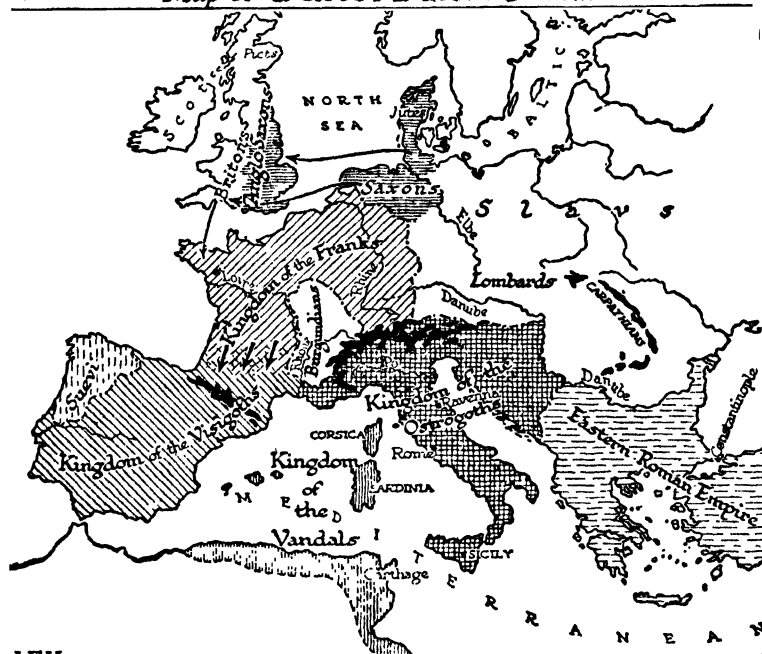 Picts
NORTH
SEA
Scots
Jutes
BALTIC
Britons
Anglo Saxons
Saxons
Slavs
Elbe
Kingdom of the Franks
Loire
Rhine
Lombards
CARPATHIANS
Danube
Burgundians
Rhone
Suevi
Kingdom of the Visigoths
Kingdom of the
Ravenna
Ostrogoths
Danube
Constantinople
Eastern Roman Empire
CORSICA
Rome
Kingdom
of
the
Vandals
ARDINIA
MEDITERRANEAN
SICILY
Carthage